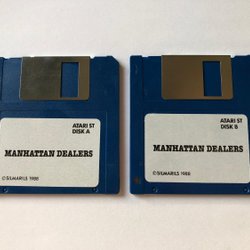 ATARI ST
DISK A
MANHATTAN DEALERS
©SILMARILS 1988
ATARI ST
DISK B
MANHATTAN DEALERS
©SILMARILS 1988